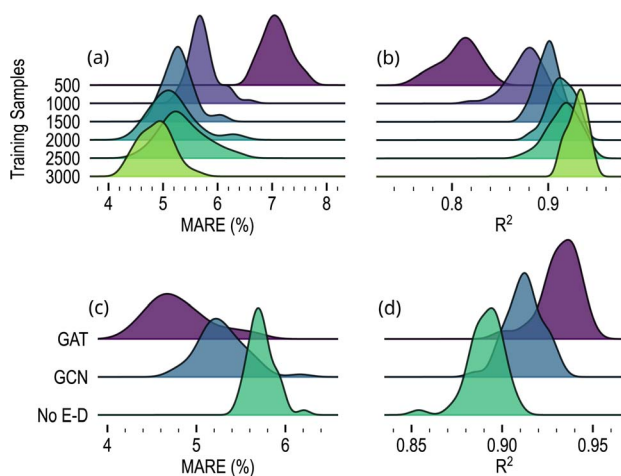 (a)
(b)
Training Samples
500
1000
1500
2000
2500
3000
4 5 6 7 8
0.8 0.9
MARE (%)
R²
(c)
(d)
GAT
GCN
No E-D
4 5 6
0.85 0.90 0.95
MARE (%)
R²